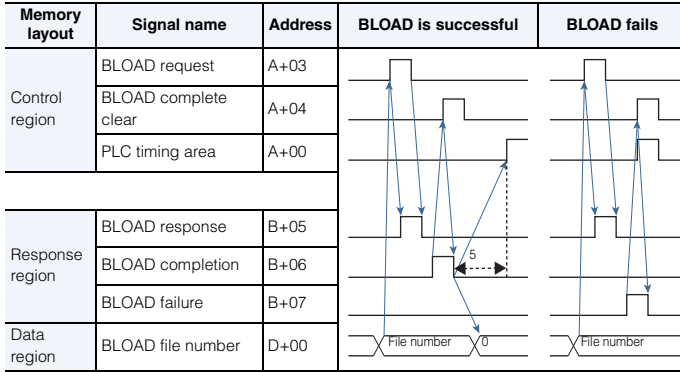 Memory layout
Signal name
Address
BLOAD is successful
BLOAD fails
Control region
BLOAD request
A+03
BLOAD complete clear
A+04
PLC timing area
A+00
Response region
BLOAD response
B+05
BLOAD completion
B+06
5
BLOAD failure
B+07
Data region
BLOAD file number
D+00
File number
0
File number